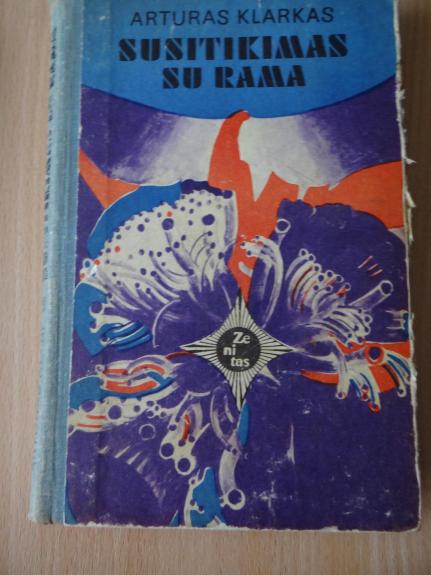 ARTURAS KLARKAS
SUSITIKIMAS
SU RAMA
Ze
ni
tas